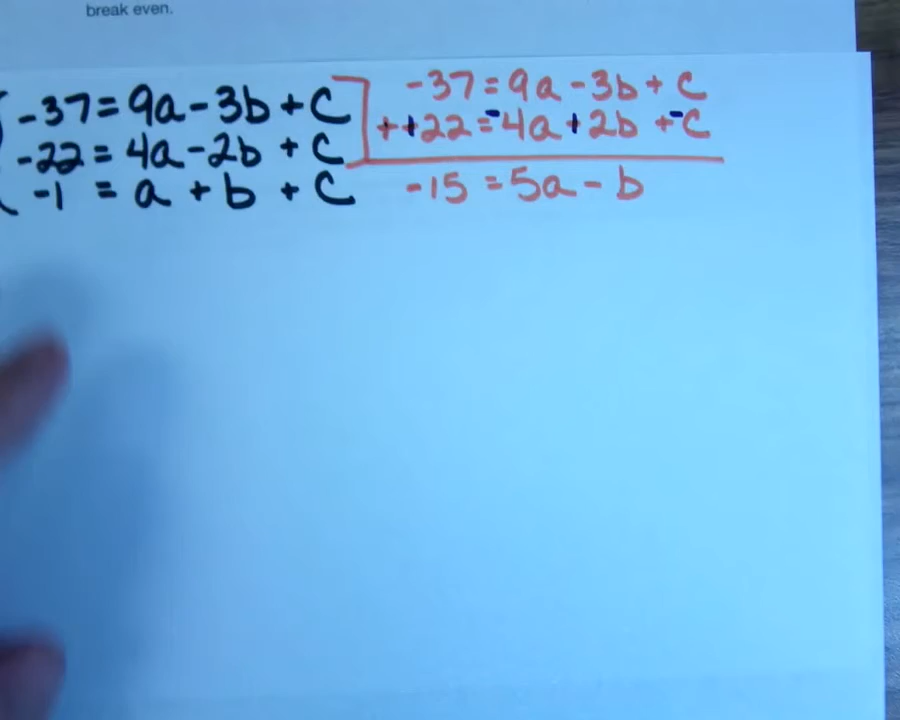 break even.
-37 = 9a - 3b + C
-22 = 4a - 2b + C
-1 = a + b + C
-37 = 9a - 3b + C
++22 = -4a + 2b + -C
-15 = 5a - b